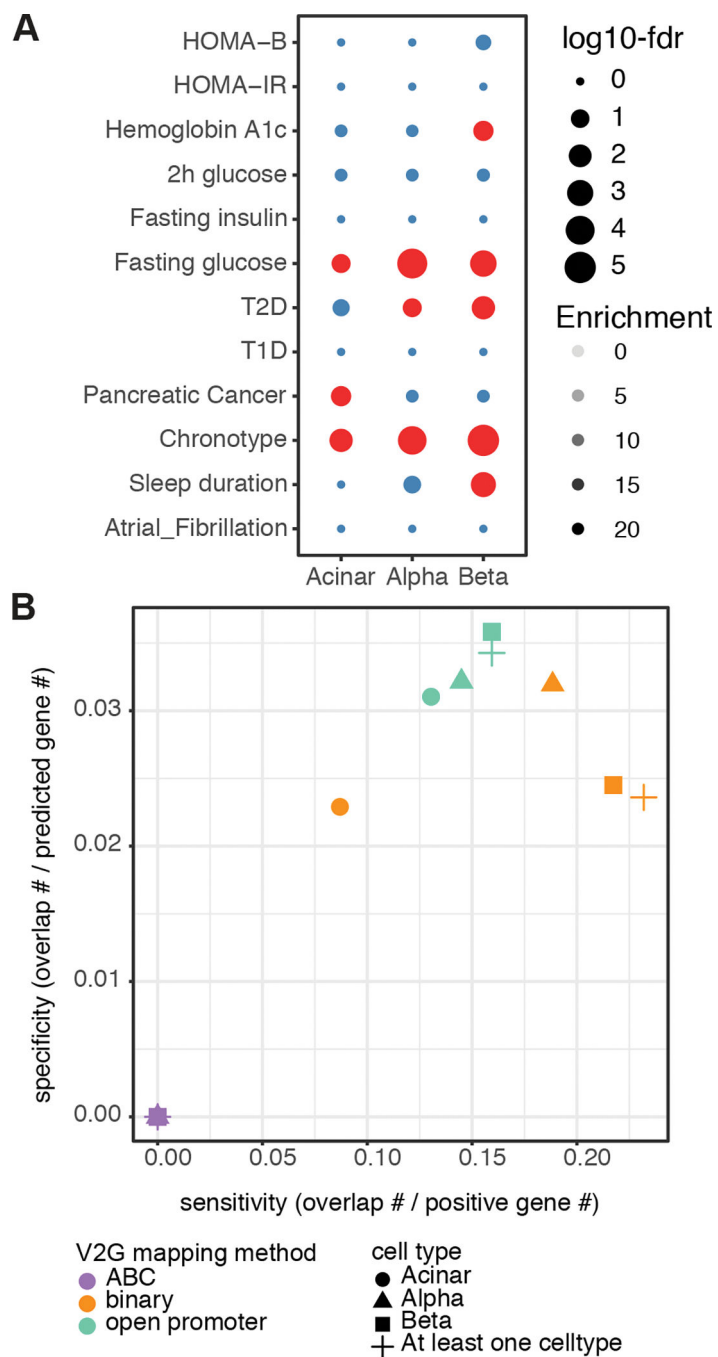 A
HOMA−B
HOMA−IR
Hemoglobin A1c
2h glucose
Fasting insulin
Fasting glucose
T2D
T1D
Pancreatic Cancer
Chronotype
Sleep duration
Atrial_Fibrillation
Acinar Alpha Beta
log10-fdr
0
1
2
3
4
5
Enrichment
0
5
10
15
20
B
specificity (overlap # / predicted gene #)
0.03
0.02
0.01
0.00
0.00 0.05 0.10 0.15 0.20
sensitivity (overlap # / positive gene #)
V2G mapping method
ABC
binary
open promoter
cell type
Acinar
Alpha
Beta
At least one celltype